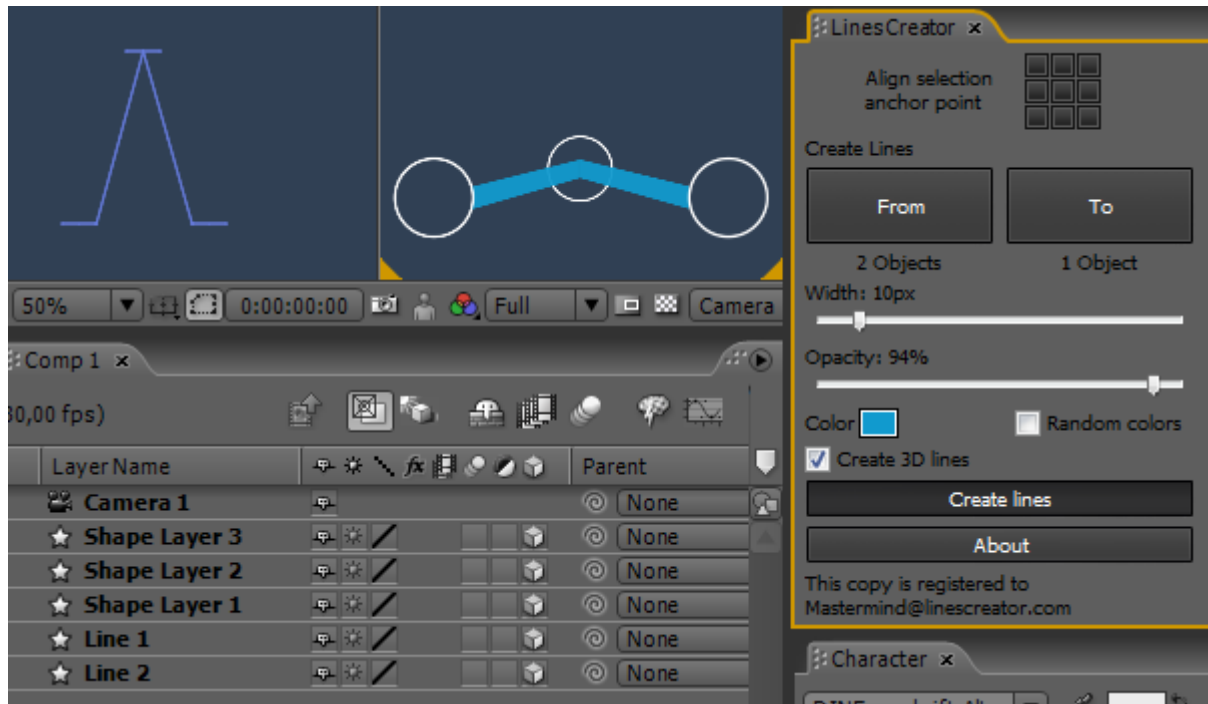 LinesCreator
Align selection
anchor point
Create Lines
From To
2 Objects 1 Object
Width: 10px
Opacity: 94%
Color Random colors
Create 3D lines
Create lines
About
This copy is registered to
Mastermind@linescreator.com
Character
50% 0:00:00:00 Full Camera
Comp 1
30,00 fps)
Layer Name Parent
Camera 1 None
Shape Layer 3 None
Shape Layer 2 None
Shape Layer 1 None
Line 1 None
Line 2 None